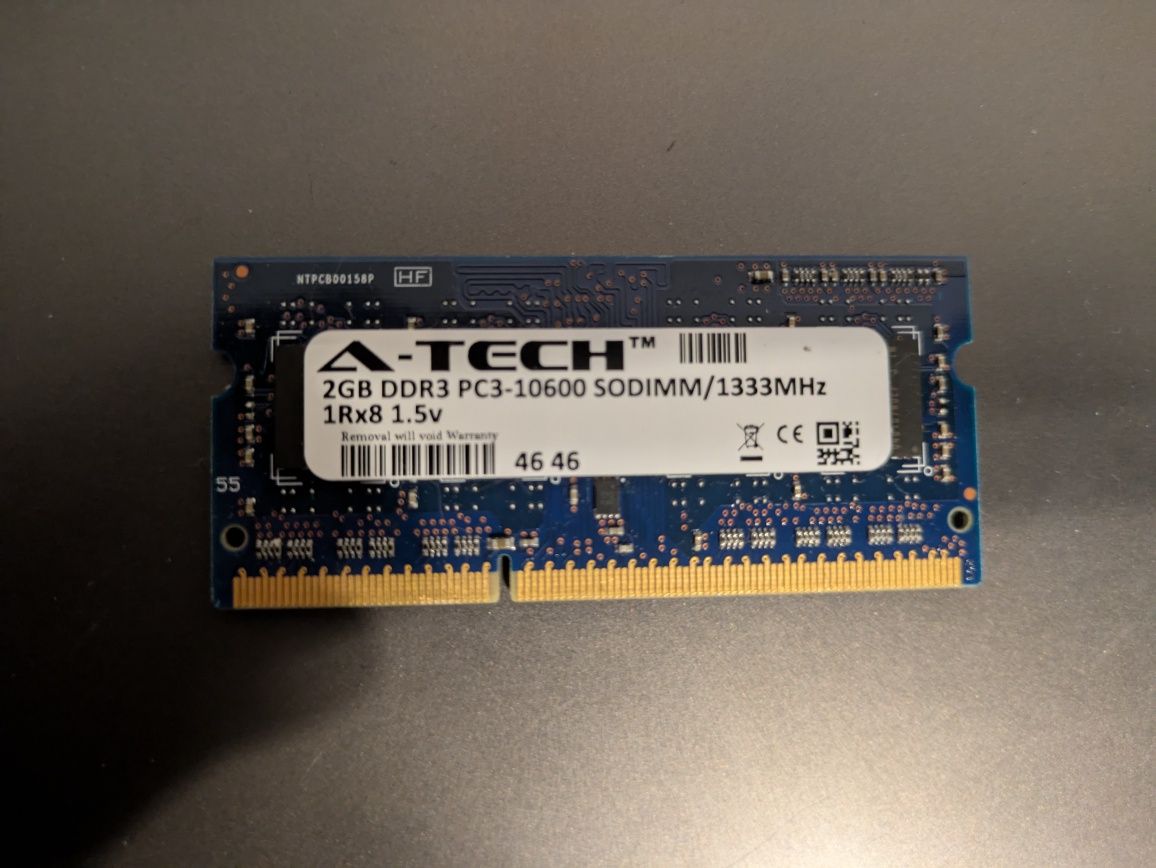 NTPCB00158P HF
A-TECH™
2GB DDR3 PC3-10600 SODIMM/1333MHz
1Rx8 1.5v
Removal will void Warranty
CE
46 46
55